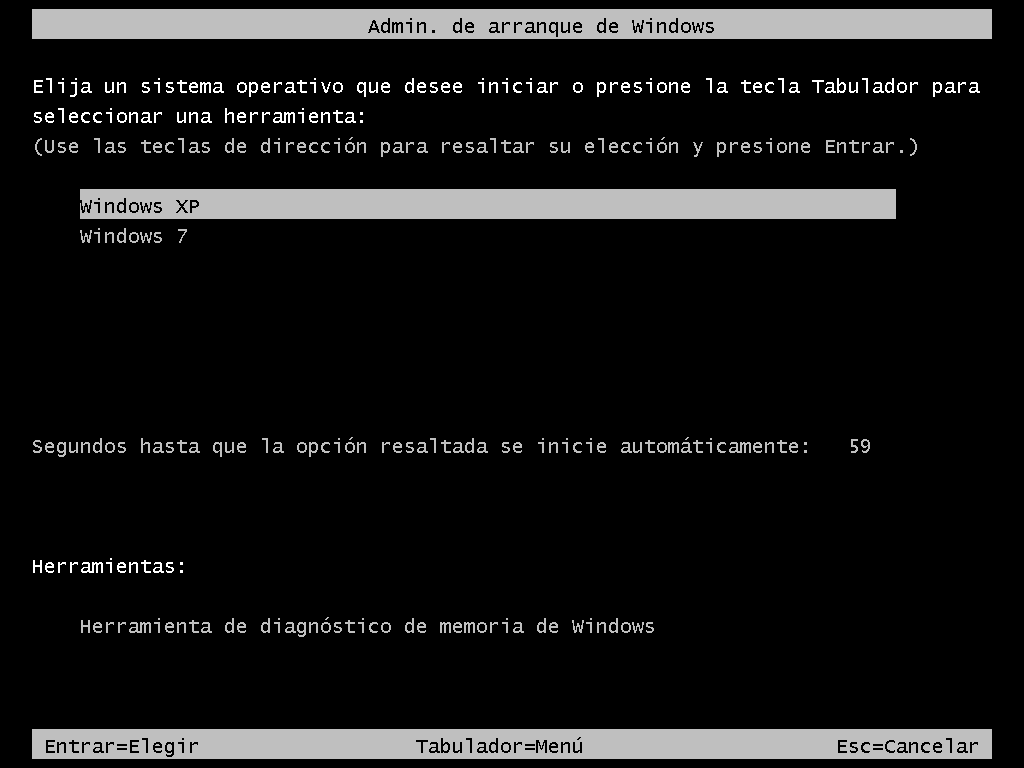 Admin. de arranque de Windows
Elija un sistema operativo que desee iniciar o presione la tecla Tabulador para
seleccionar una herramienta:
(Use las teclas de dirección para resaltar su elección y presione Entrar.)
Windows XP
Windows 7
Segundos hasta que la opción resaltada se inicie automáticamente: 59
Herramientas:
Herramienta de diagnóstico de memoria de Windows
Entrar=Elegir Tabulador=Menú Esc=Cancelar